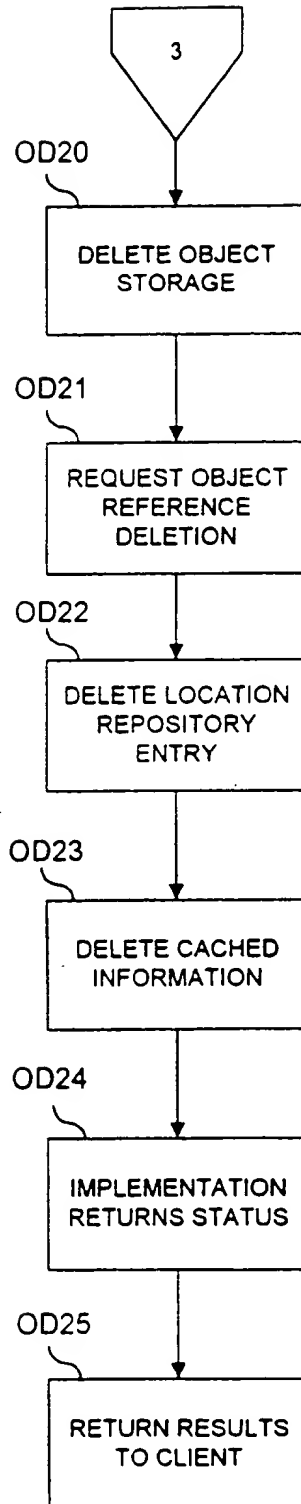 3
OD20
DELETE OBJECT
STORAGE
OD21
REQUEST OBJECT
REFERENCE
DELETION
OD22
DELETE LOCATION
REPOSITORY
ENTRY
OD23
DELETE CACHED
INFORMATION
OD24
IMPLEMENTATION
RETURNS STATUS
OD25
RETURN RESULTS
TO CLIENT